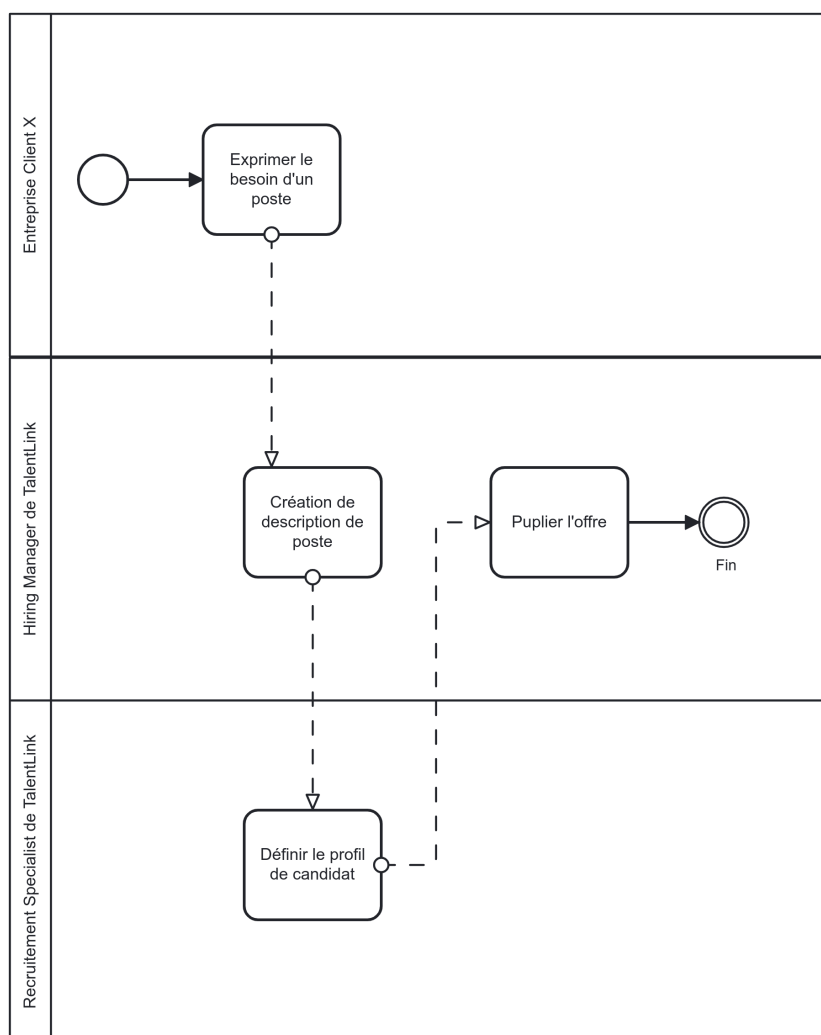 Entreprise Client X
Exprimer le
besoin d'un
poste
Hiring Manager de TalentLink
Création de
description de
poste
Puplier l'offre
Fin
Recruitement Specialist de TalentLink
Définir le profil
de candidat